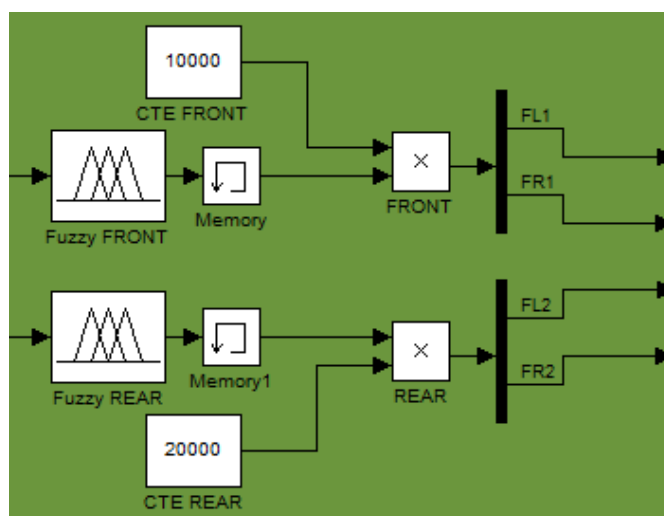 10000
CTE FRONT
Fuzzy FRONT
Memory
×
FRONT
FL1
FR1
Fuzzy REAR
Memory1
×
REAR
FL2
FR2
20000
CTE REAR